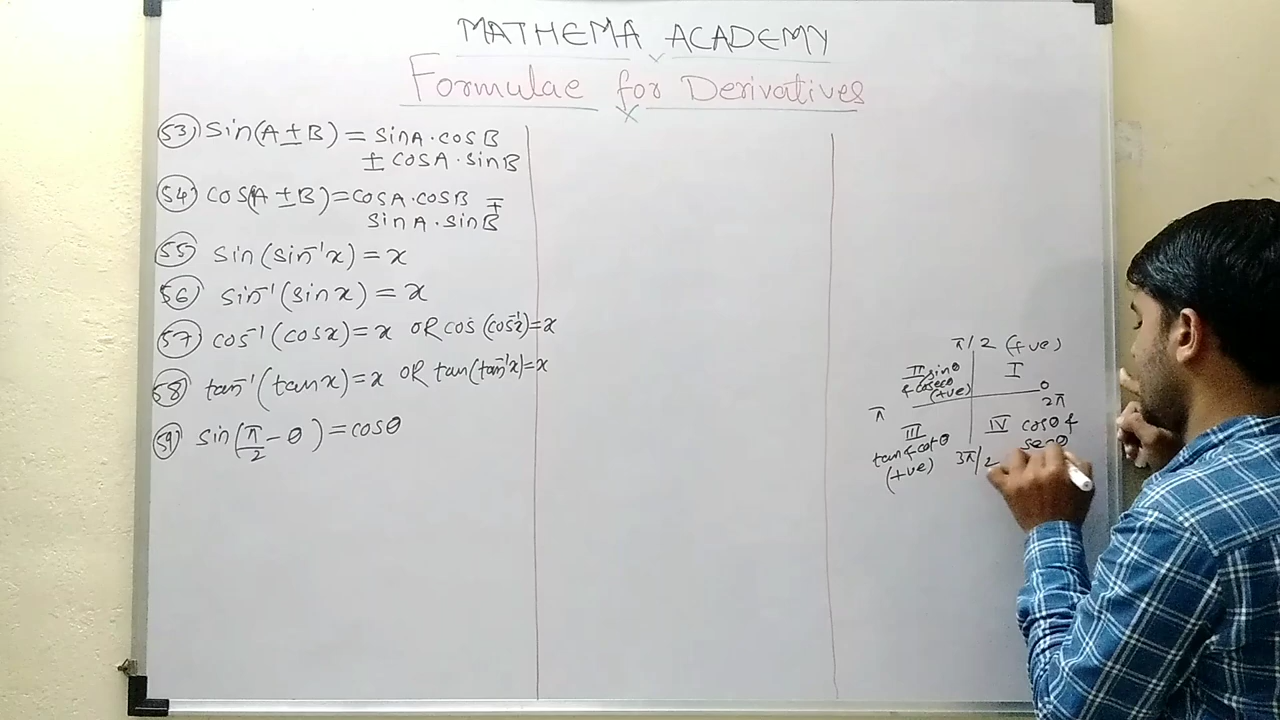 MATHEMA ACADEMY
Formulae for Derivatives
53) sin(A±B) = sinA·cosB
± cosA·sinB
54) cos(A±B)=cosA·cosB ∓
sinA·sinB
55) sin(sin⁻¹x) = x
56) sin⁻¹(sinx) = x
57) cos⁻¹(cosx) = x OR cos(cos⁻¹x)=x
58) tan⁻¹(tanx)=x OR tan(tan⁻¹x)=x
59) sin(π/2 - θ) = cosθ
π/2 (+ve)
II sinθ
& cosecθ
(+ve)
I
0
2π
π
III
tan & cotθ
(+ve)
IV cosθ &
secθ
3π/2